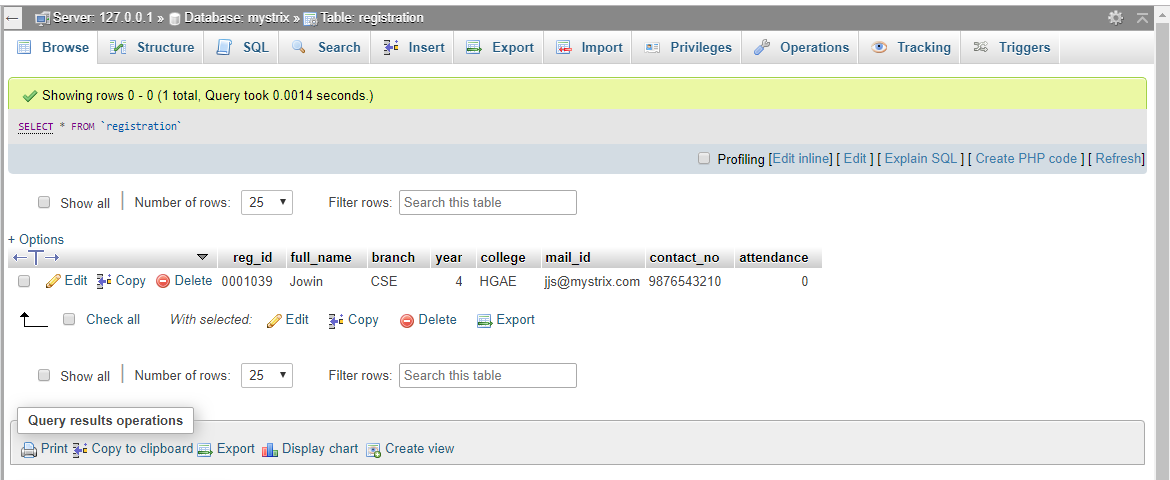 Server: 127.0.0.1 » Database: mystrix » Table: registration
Browse Structure SQL Search Insert Export Import Privileges Operations Tracking Triggers
Showing rows 0 - 0 (1 total, Query took 0.0014 seconds.)
SELECT * FROM `registration`
Profiling [Edit inline] [ Edit ] [ Explain SQL ] [ Create PHP code ] [ Refresh]
Show all | Number of rows: 25 Filter rows: Search this table
+ Options
←T→ reg_id full_name branch year college mail_id contact_no attendance
Edit Copy Delete 0001039 Jowin CSE 4 HGAE jjs@mystrix.com 9876543210 0
Check all With selected: Edit Copy Delete Export
Show all | Number of rows: 25 Filter rows: Search this table
Query results operations
Print Copy to clipboard Export Display chart Create view